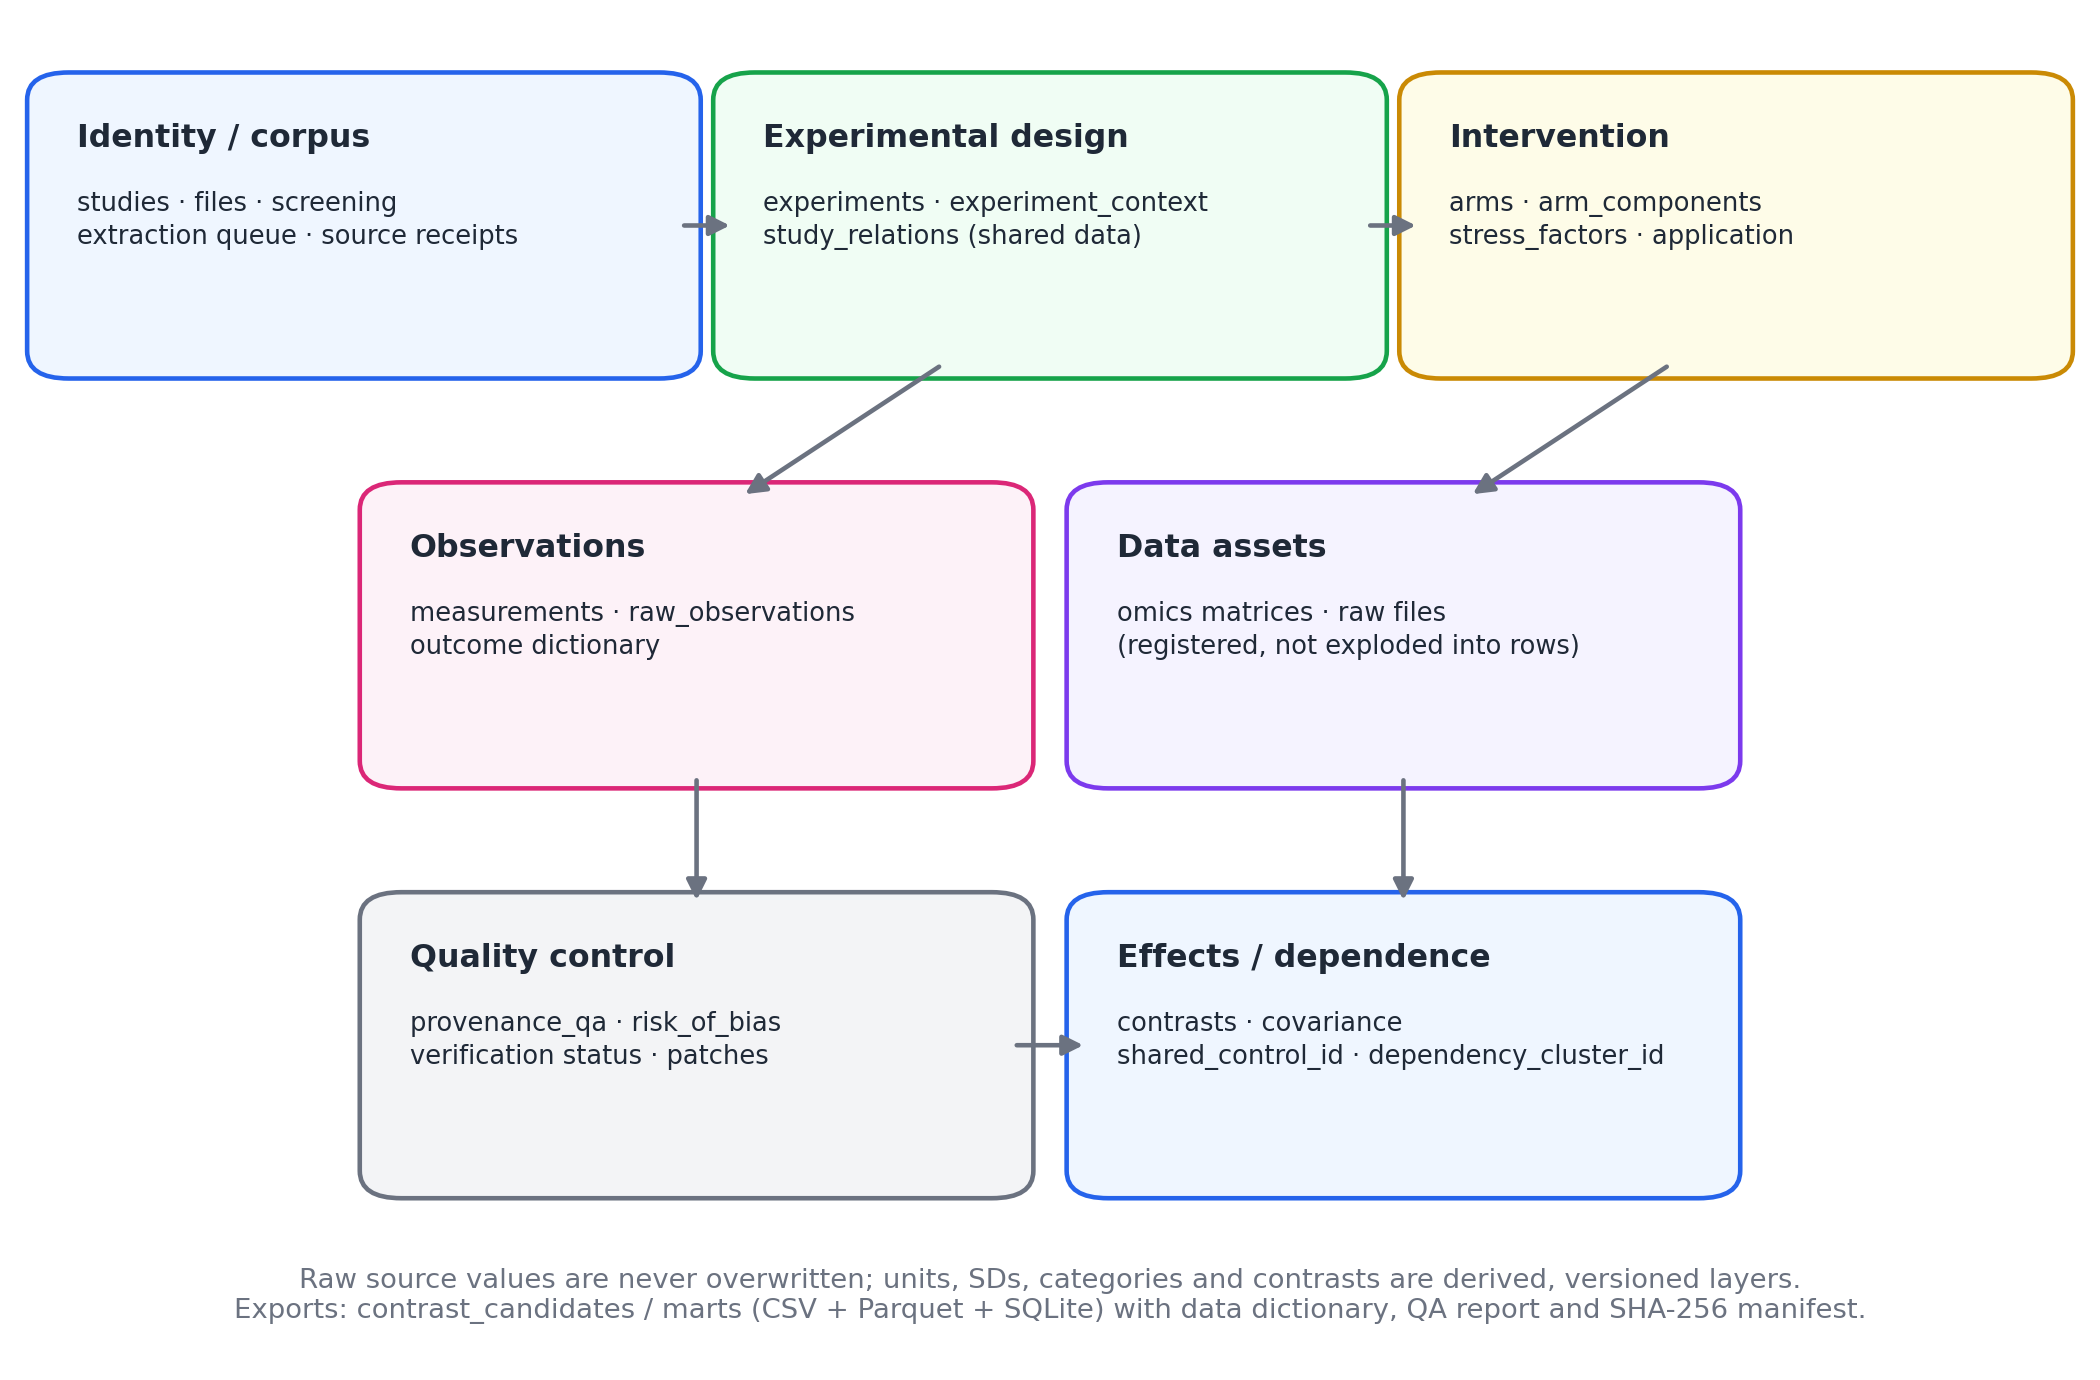 Identity / corpus
studies · files · screening
extraction queue · source receipts
Experimental design
experiments · experiment_context
study_relations (shared data)
Intervention
arms · arm_components
stress_factors · application
Observations
measurements · raw_observations
outcome dictionary
Data assets
omics matrices · raw files
(registered, not exploded into rows)
Quality control
provenance_qa · risk_of_bias
verification status · patches
Effects / dependence
contrasts · covariance
shared_control_id · dependency_cluster_id
Raw source values are never overwritten; units, SDs, categories and contrasts are derived, versioned layers.
Exports: contrast_candidates / marts (CSV + Parquet + SQLite) with data dictionary, QA report and SHA-256 manifest.